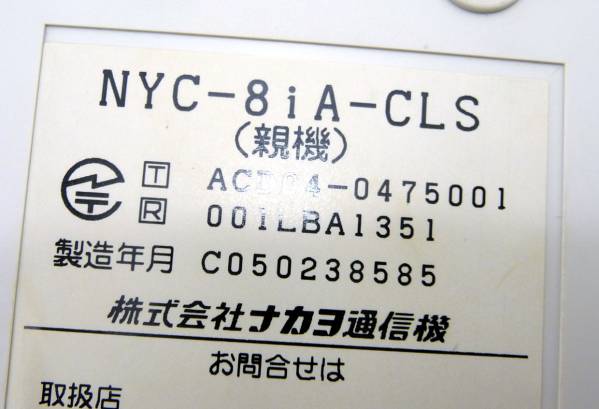 NYC-8iA-CLS
(親機)
T ACD04-0475001
R 001LBA1351
製造年月 C050238585
株式会社ナカヨ通信機
お問合せは
取扱店